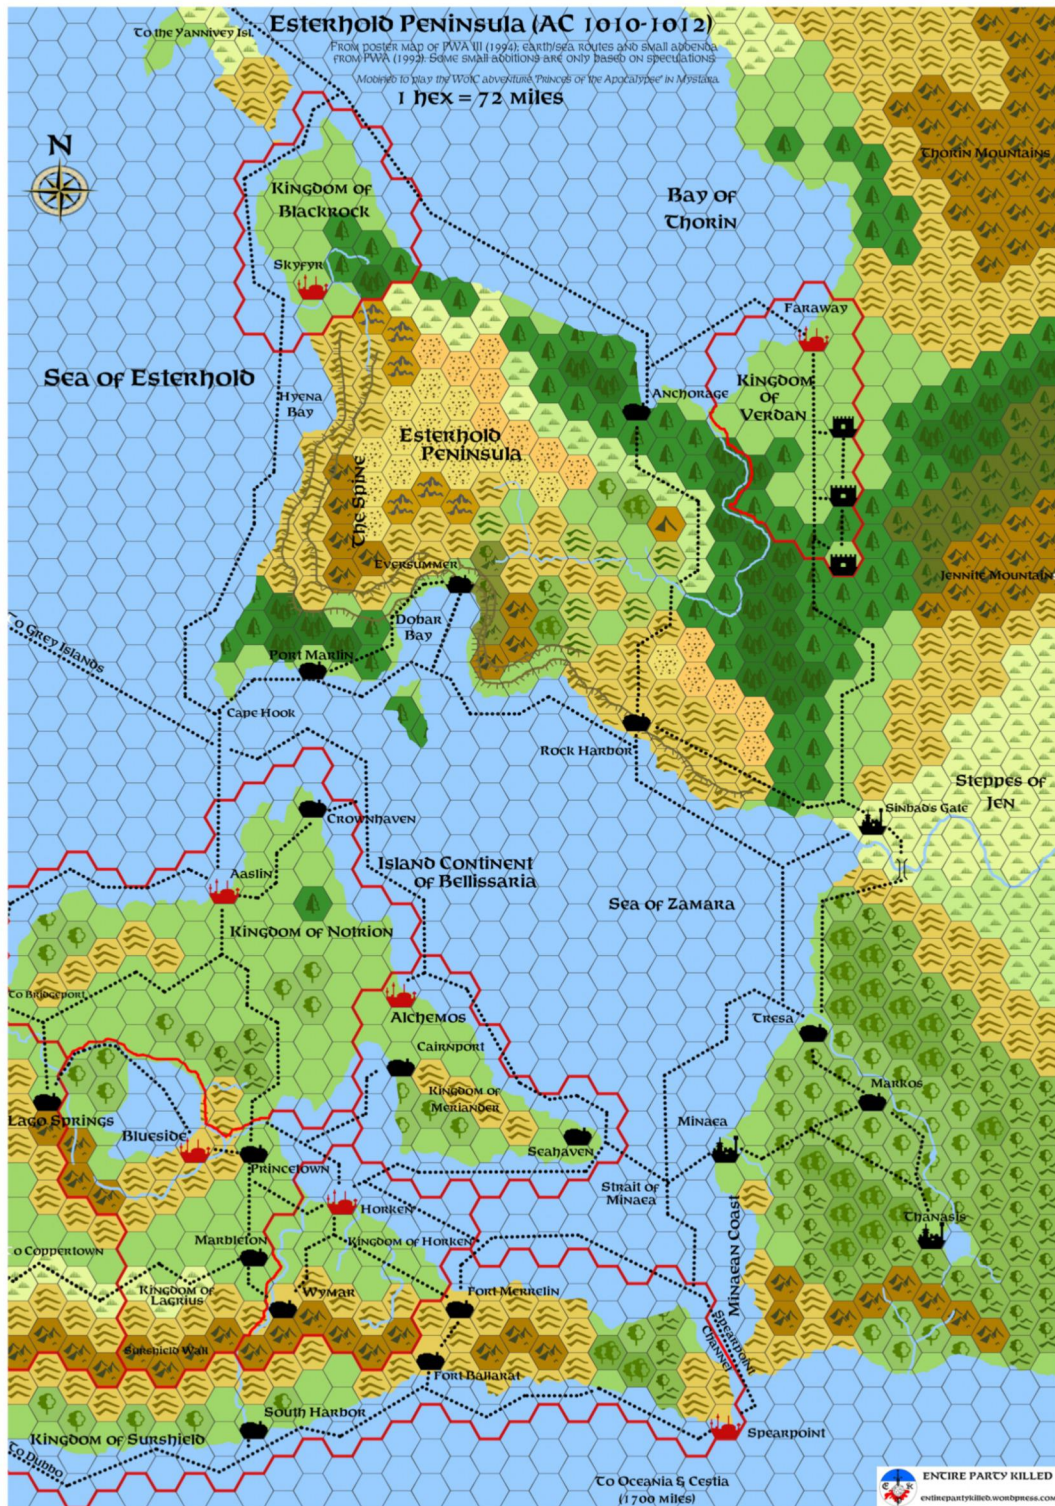 To the Yannivey Isl.
Esterhold Peninsula (AC 1010-1012)
From poster map of PWA III (1994); earth/sea routes and small addenda
from PWA (1992). Some small additions are only based on speculations.
Modified to play the WotC adventure "Princes of the Apocalypse" in Mystara.
1 hex = 72 miles
N
Thorin Mountains
Kingdom of
Blackrock
Bay of
Thorin
Skyfyr
Faraway
Sea of Esterhold
Kingdom
of
Verdan
Hyena
Bay
Anchorage
Esterhold
Peninsula
The Spine
Eversummer
Jennite Mountain
Dobar
Bay
To Grey Islands
Port Marlin
Cape Hook
Rock Harbor
Steppes of
Jen
Sinbad's Gate
Crownhaven
Island Continent
of Bellissaria
Aaslin
Sea of Zamara
Kingdom of Notrion
To Bridgeport
Alchemos
Tresa
Cairnport
Kingdom of
Meriander
Markos
Lago Springs
Blueside
Minaea
Seahaven
Princetown
Strait of
Minaea
Horken
Minaean Coast
Thanasis
Marbleton
Kingdom of Horken
To Coppertown
Kingdom of
Lagrius
Wymar
Fort Merrelin
Spearpoint
Channel
Surshield Wall
Fort Ballarat
South Harbor
Kingdom of Surshield
Spearpoint
To Dubbo
To Oceania & Cestia
(1700 miles)
Entire Party Killed
entirepartykilled.wordpress.com